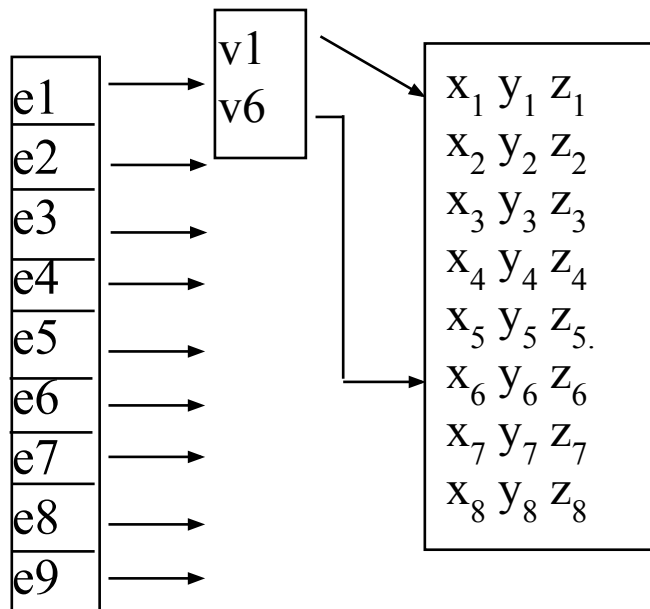 e1
e2
e3
e4
e5
e6
e7
e8
e9
v1
v6
x₁ y₁ z₁
x₂ y₂ z₂
x₃ y₃ z₃
x₄ y₄ z₄
x₅ y₅ z₅.
x₆ y₆ z₆
x₇ y₇ z₇
x₈ y₈ z₈